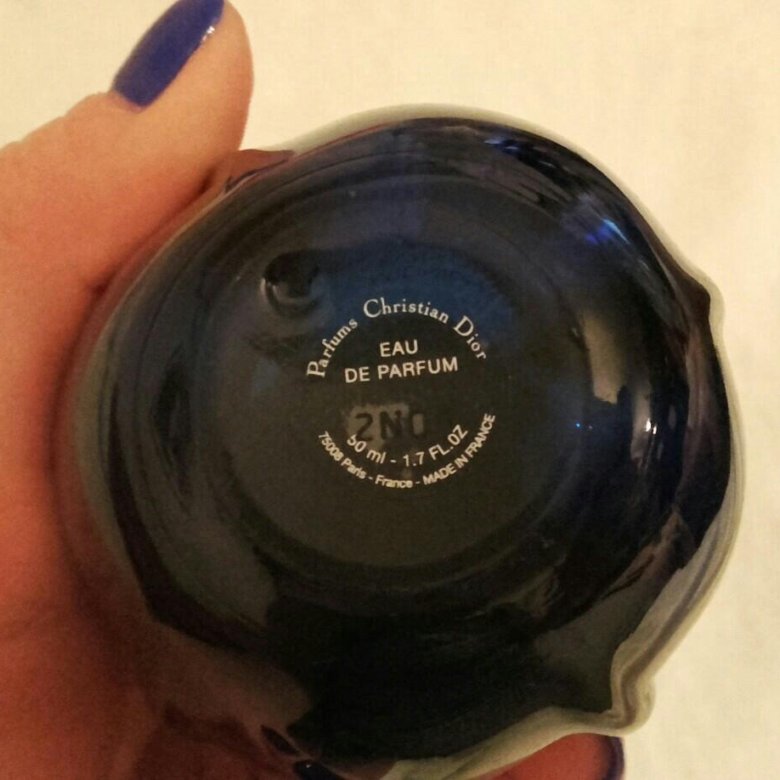 Parfums Christian Dior
EAU
DE PARFUM
2N0
50 ml - 1.7 FL.OZ
75008 Paris - France - MADE IN FRANCE